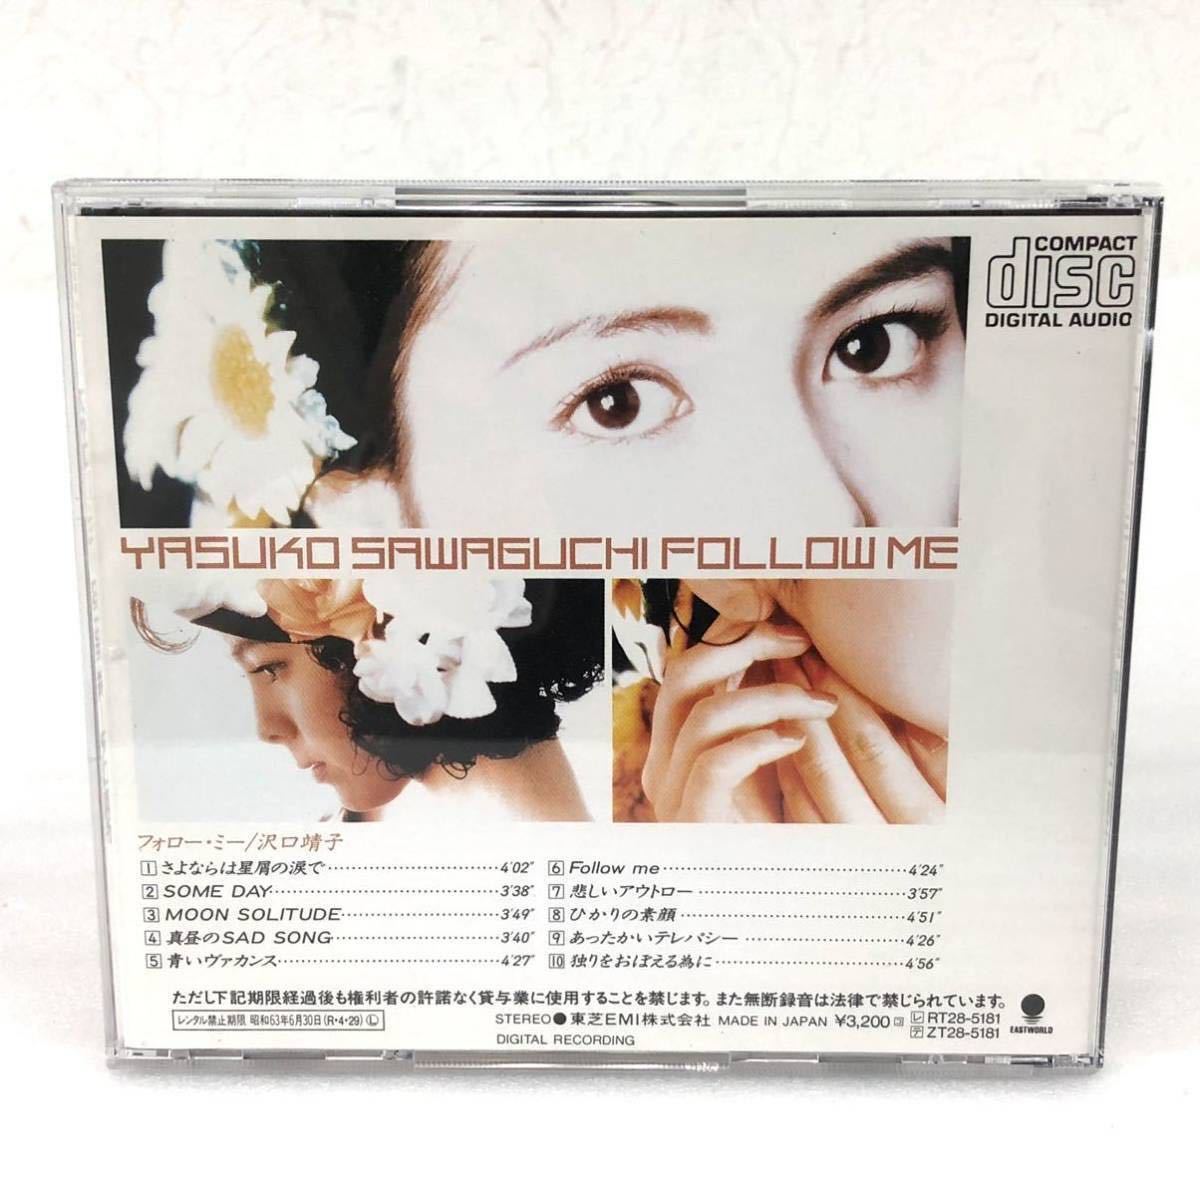 COMPACT
disc
DIGITAL AUDIO
YASUKO SAWAGUCHI FOLLOW ME
フォロー・ミー/沢口靖子
1 さよならは星屑の涙で 4'02"
2 SOME DAY 3'38"
3 MOON SOLITUDE 3'49"
4 真昼のSAD SONG 3'40"
5 青いヴァカンス 4'27"
6 Follow me 4'24"
7 悲しいアウトロー 3'57"
8 ひかりの素顔 4'51"
9 あったかいテレパシー 4'26"
10 独りをおぼえる為に 4'56"
ただし下記期限経過後も権利者の許諾なく貸与業に使用することを禁じます。また無断録音は法律で禁じられています。
レンタル禁止期限 昭和63年6月30日(R・4・29) Ⓛ
STEREO● 東芝EMI株式会社 MADE IN JAPAN ¥3,200
レ RT28-5181
テ ZT28-5181
DIGITAL RECORDING
EASTWORLD